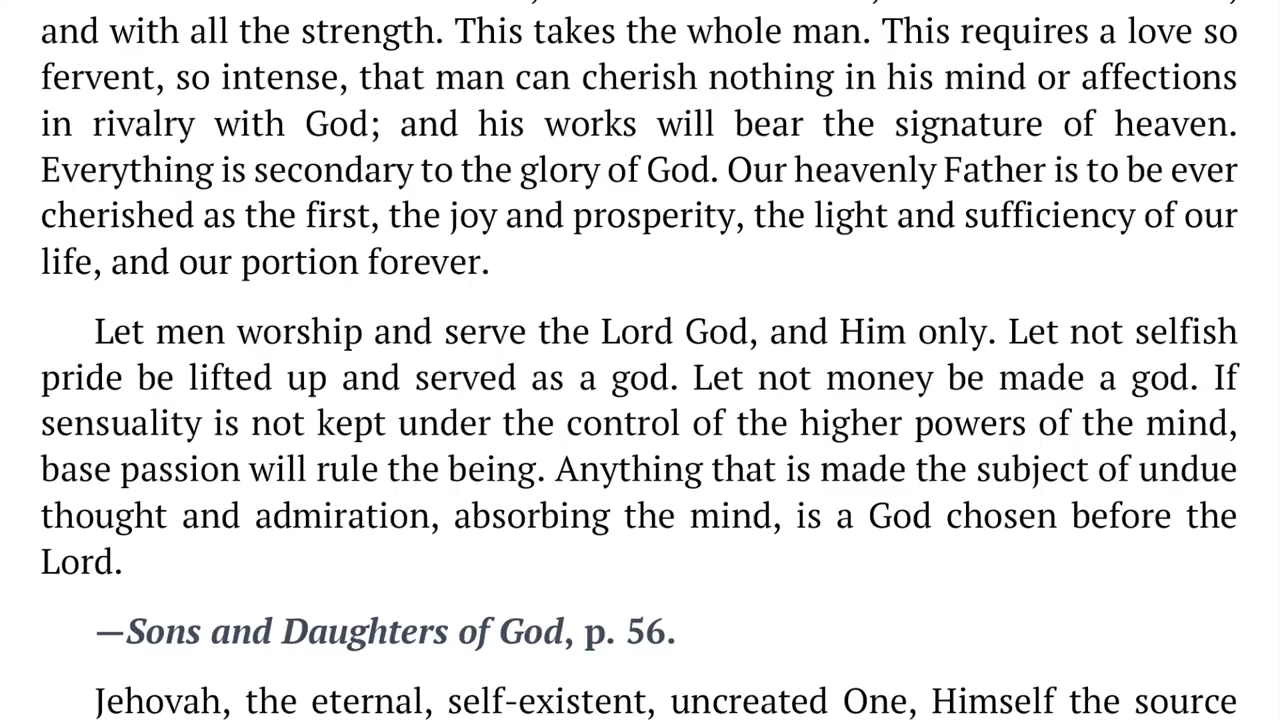 and with all the strength. This takes the whole man. This requires a love so
fervent, so intense, that man can cherish nothing in his mind or affections
in rivalry with God; and his works will bear the signature of heaven.
Everything is secondary to the glory of God. Our heavenly Father is to be ever
cherished as the first, the joy and prosperity, the light and sufficiency of our
life, and our portion forever.
Let men worship and serve the Lord God, and Him only. Let not selfish
pride be lifted up and served as a god. Let not money be made a god. If
sensuality is not kept under the control of the higher powers of the mind,
base passion will rule the being. Anything that is made the subject of undue
thought and admiration, absorbing the mind, is a God chosen before the
Lord.
—Sons and Daughters of God, p. 56.
Jehovah, the eternal, self-existent, uncreated One, Himself the source